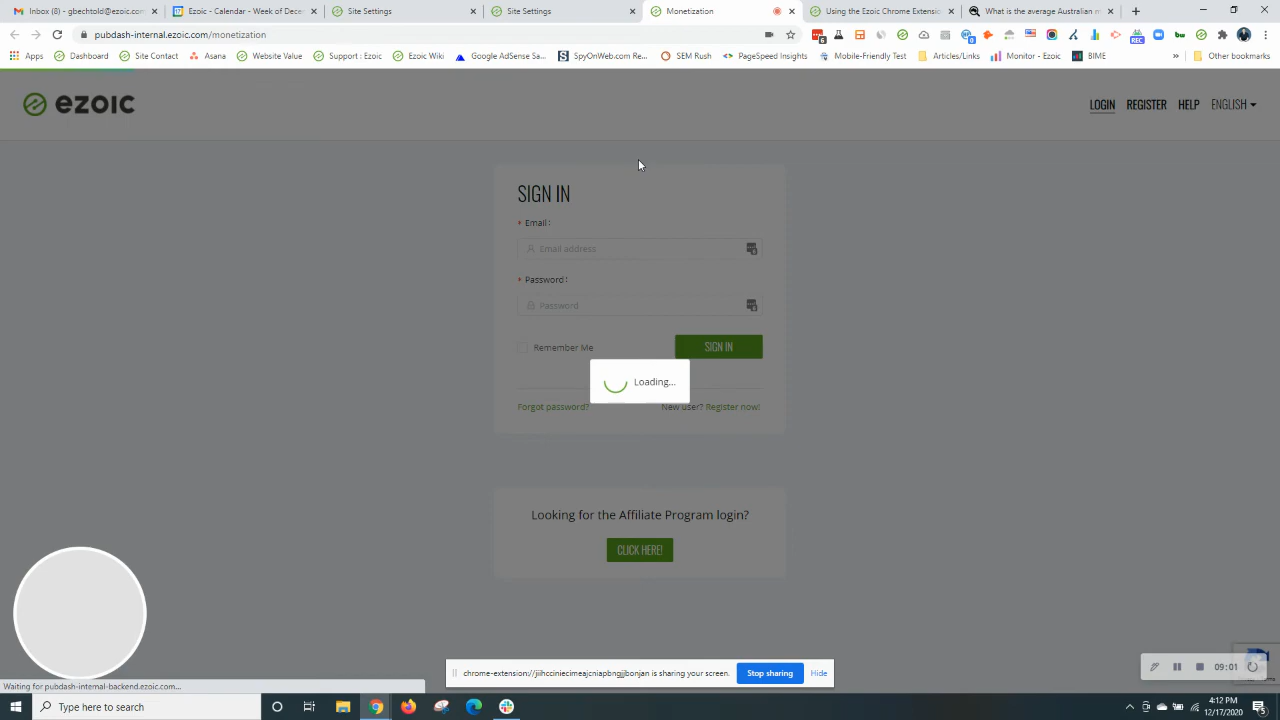 Inbox (8) - gbechtold@ezoic.com
Ezoic - Calendar - Week of Dece
Site Settings
Site Settings
Monetization
Using the Ezoic Chrome Extensi
What is the average Australian m
pubdash-internal.ezoic.com/monetization
Apps
Dashboard
Site Contact
Asana
Website Value
Support : Ezoic
Ezoic Wiki
Google AdSense Sa...
SpyOnWeb.com Re...
SEM Rush
PageSpeed Insights
Mobile-Friendly Test
Articles/Links
Monitor - Ezoic
BIME
»
Other bookmarks
ezoic
LOGIN
REGISTER
HELP
ENGLISH
SIGN IN
* Email :
Email address
* Password :
Password
Remember Me
SIGN IN
Loading...
Forgot password?
New user? Register now!
Looking for the Affiliate Program login?
CLICK HERE!
chrome-extension://jiihcciniecimeajcniapbngjjbonjan is sharing your screen.
Stop sharing
Hide
09:01
Waiting for pubdash-internal-backend.ezoic.com...
Type here to search
4:12 PM
12/17/2020